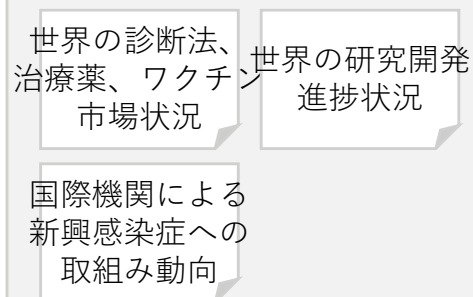 世界の診断法、
治療薬、ワクチン
市場状況
世界の研究開発
進捗状況
国際機関による
新興感染症への
取組み動向